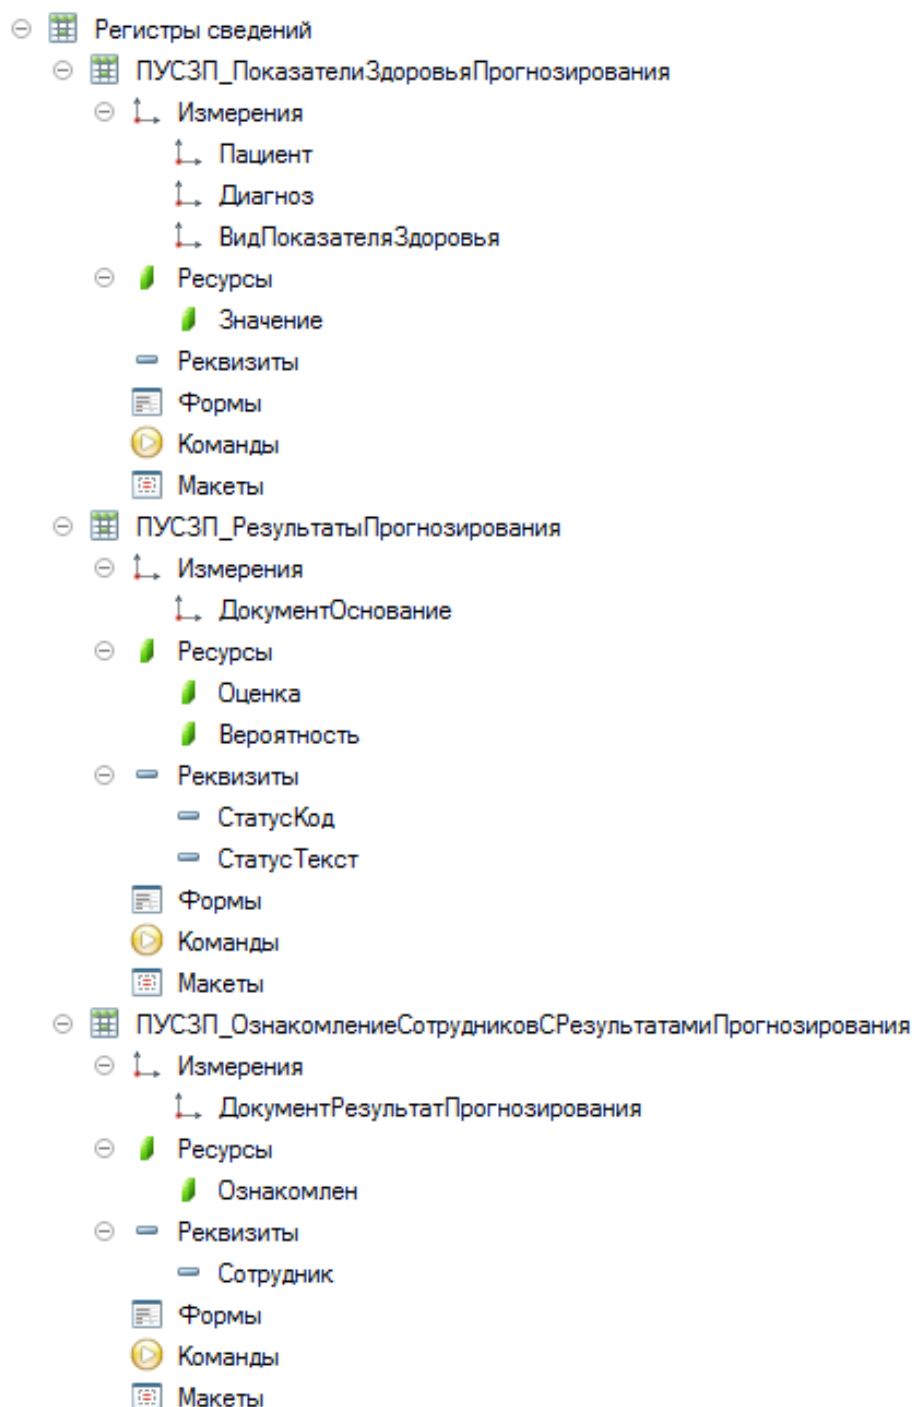 Регистры сведений
ПУСЗП_ПоказателиЗдоровьяПрогнозирования
Измерения
Пациент
Диагноз
ВидПоказателяЗдоровья
Ресурсы
Значение
Реквизиты
Формы
Команды
Макеты
ПУСЗП_РезультатыПрогнозирования
Измерения
ДокументОснование
Ресурсы
Оценка
Вероятность
Реквизиты
СтатусКод
СтатусТекст
Формы
Команды
Макеты
ПУСЗП_ОзнакомлениеСотрудниковСРезультатамиПрогнозирования
Измерения
ДокументРезультатПрогнозирования
Ресурсы
Ознакомлен
Реквизиты
Сотрудник
Формы
Команды
Макеты